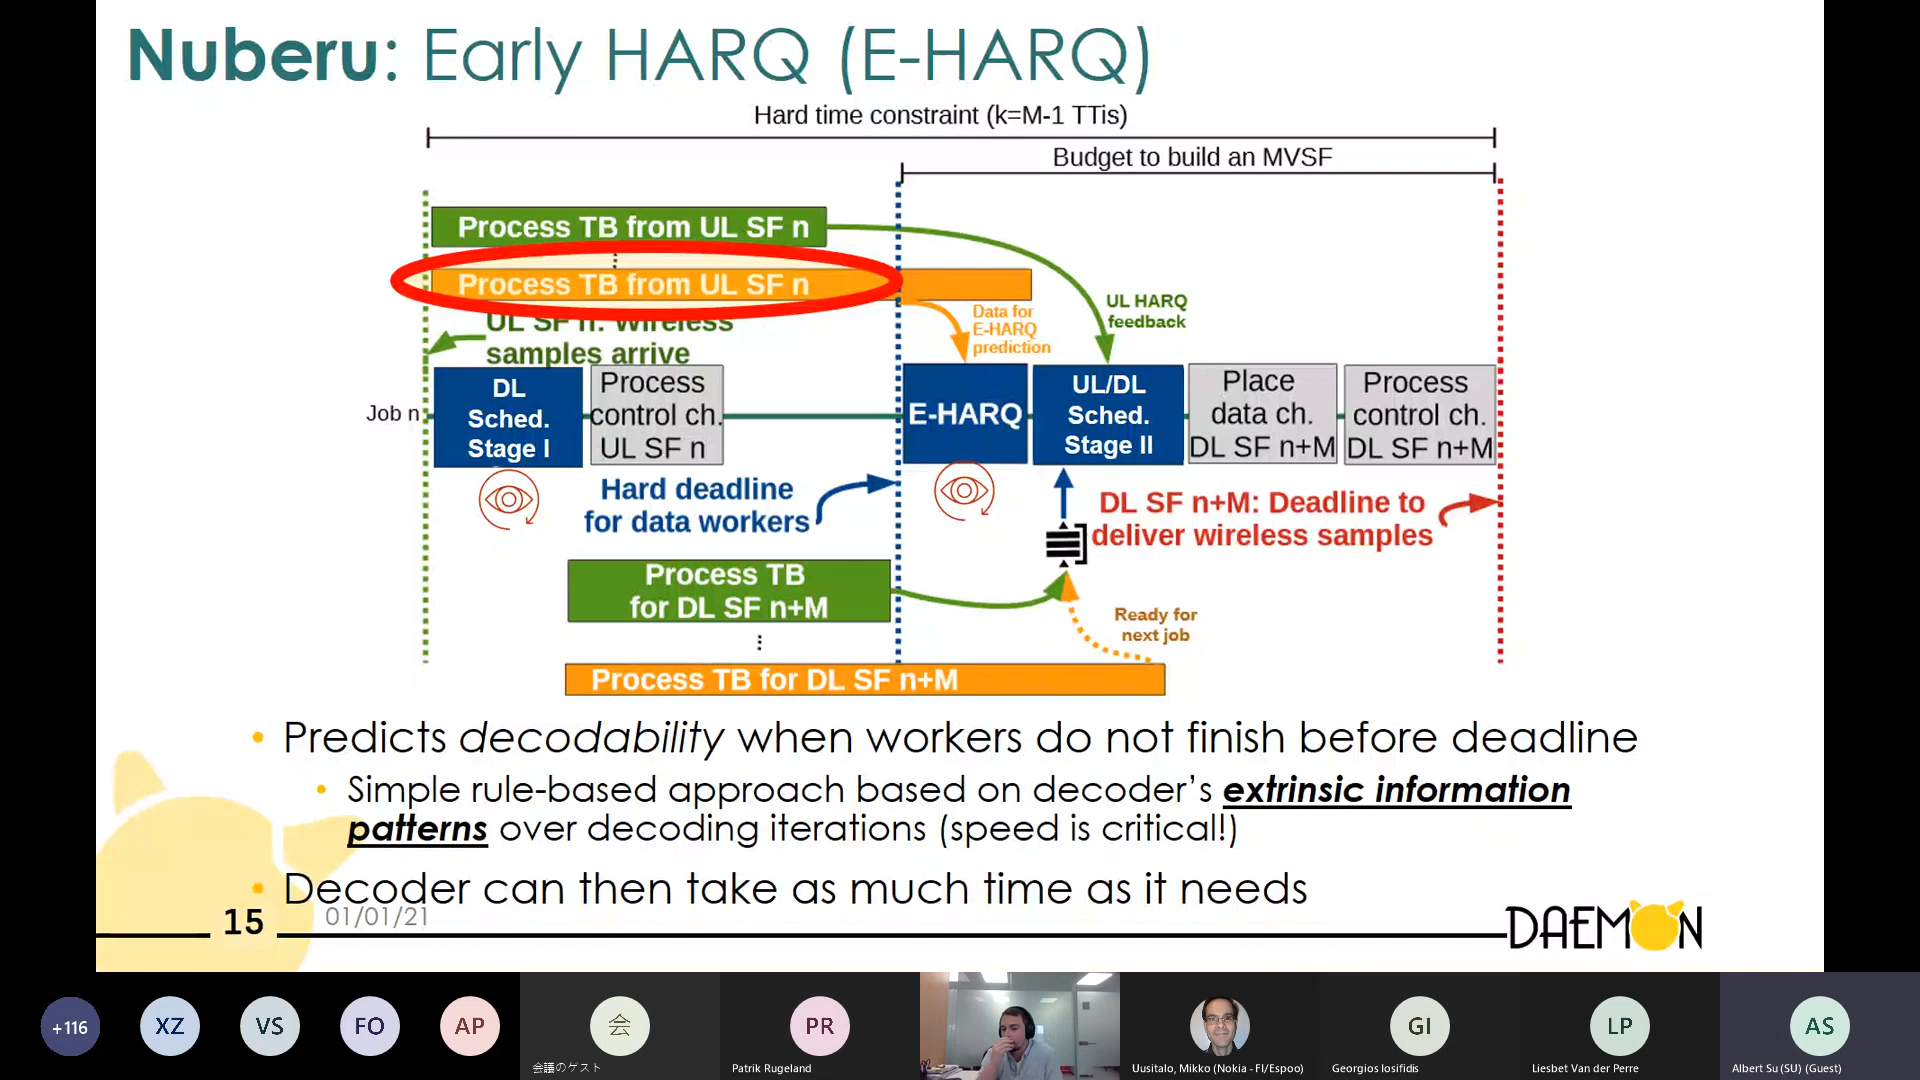 Nuberu: Early HARQ (E-HARQ)
Hard time constraint (k=M-1 TTis)
Budget to build an MVSF
Process TB from UL SF n
Process TB from UL SF n
Data for
E-HARQ
prediction
UL HARQ
feedback
UL SF n: Wireless
samples arrive
Job n
DL
Sched.
Stage I
Process
control ch.
UL SF n
E-HARQ
UL/DL
Sched.
Stage II
Place
data ch.
DL SF n+M
Process
control ch.
DL SF n+M
Hard deadline
for data workers
DL SF n+M: Deadline to
deliver wireless samples
Process TB
for DL SF n+M
Ready for
next job
Process TB for DL SF n+M
• Predicts decodability when workers do not finish before deadline
• Simple rule-based approach based on decoder’s extrinsic information
patterns over decoding iterations (speed is critical!)
• Decoder can then take as much time as it needs
15
01/01/21
DAEMON
+116
XZ
VS
FO
AP
会
会議のゲスト
PR
Patrik Rugeland
Uusitalo, Mikko (Nokia - FI/Espoo)
GI
Georgios Iosifidis
LP
Liesbet Van der Perre
AS
Albert Su (SU) (Guest)